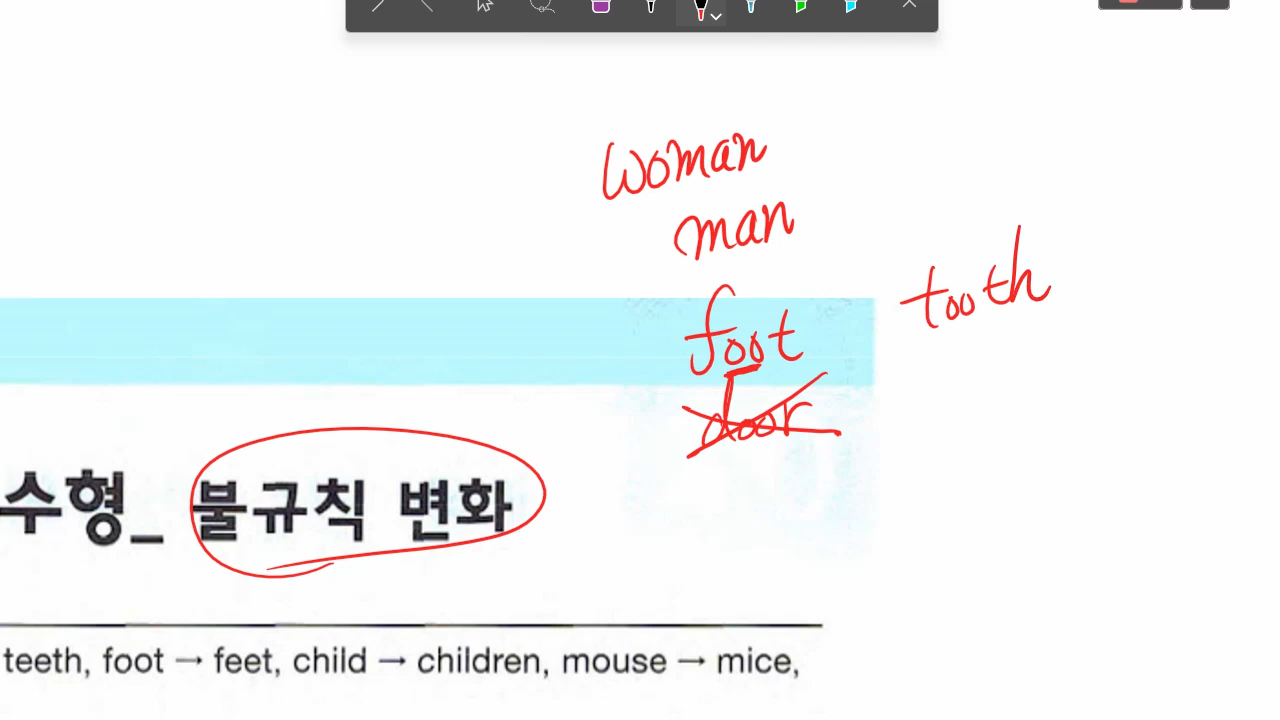 woman
man
tooth
foot
door
수형_ 불규칙 변화
teeth, foot → feet, child → children, mouse → mice,